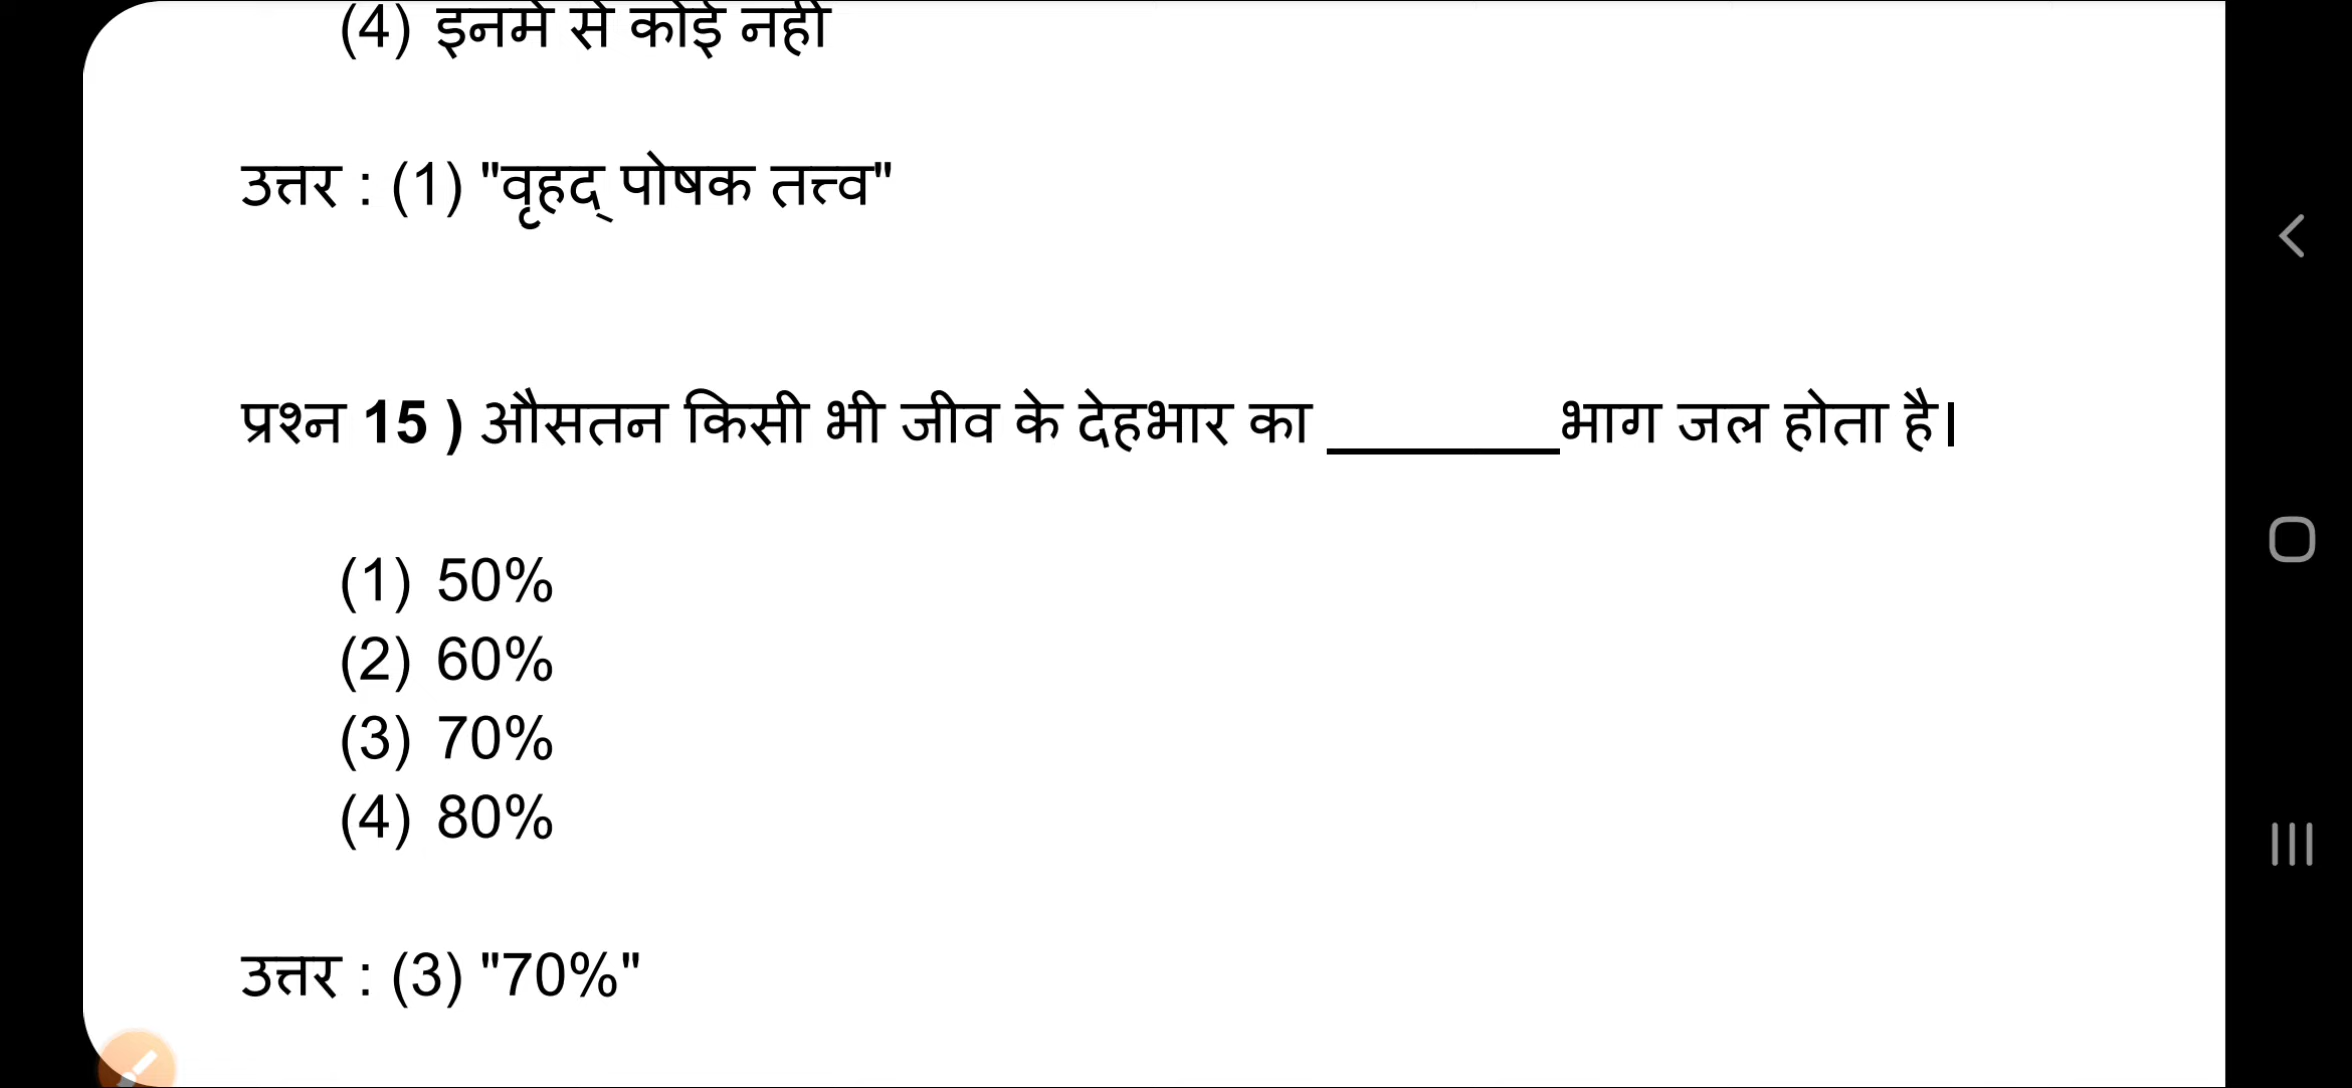 (4) इनमें से कोई नहीं
उत्तर : (1) "वृहद् पोषक तत्त्व"
प्रश्न 15 ) औसतन किसी भी जीव के देहभार का ________भाग जल होता है।
(1) 50%
(2) 60%
(3) 70%
(4) 80%
उत्तर : (3) "70%"